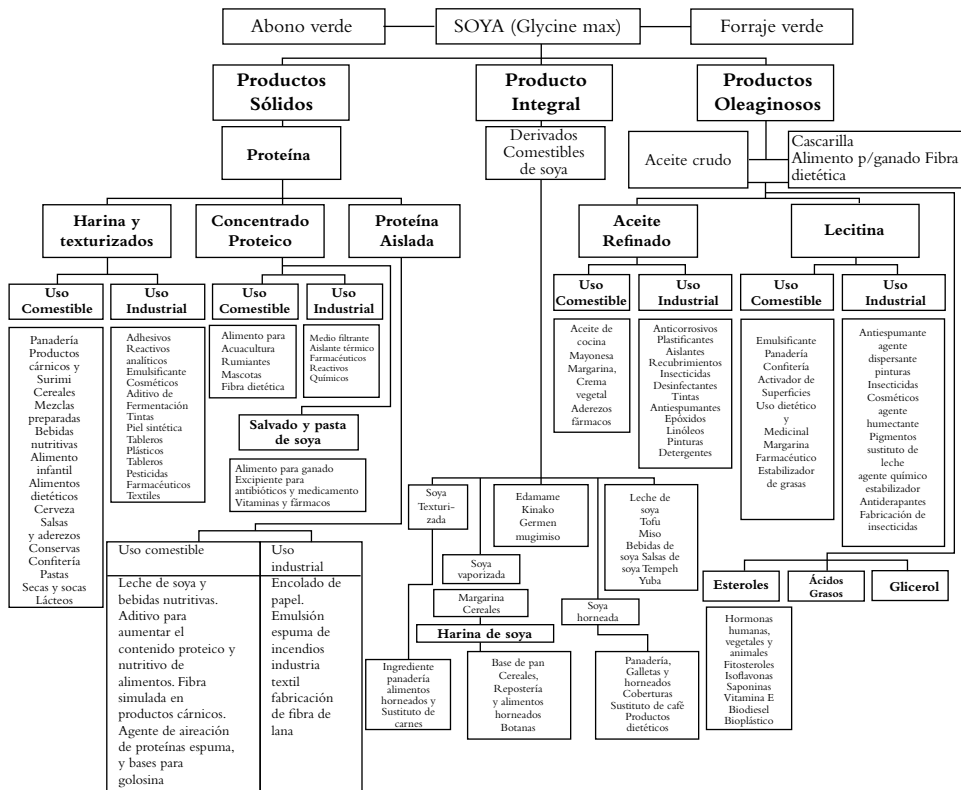 Abono verde
SOYA (Glycine max)
Forraje verde
Productos
Sólidos
Producto
Integral
Productos
Oleaginosos
Proteína
Derivados
Comestibles
de soya
Aceite crudo
Cascarilla
Alimento p/ganado Fibra
dietética
Harina y
texturizados
Concentrado
Proteico
Proteína
Aislada
Aceite
Refinado
Lecitina
Uso
Comestible
Uso
Industrial
Uso
Comestible
Uso
Industrial
Uso
Comestible
Uso
Industrial
Uso
Comestible
Uso
Industrial
Panadería
Productos
cárnicos y
Surimi
Cereales
Mezclas
preparadas
Bebidas
nutritivas
Alimento
infantil
Alimentos
dietéticos
Cerveza
Salsas
y aderezos
Conservas
Confitería
Pastas
Secas y socas
Lácteos
Adhesivos
Reactivos
analíticos
Emulsificante
Cosméticos
Aditivo de
Fermentación
Tintas
Piel sintética
Tableros
Plásticos
Tableros
Pesticidas
Farmacéuticos
Textiles
Alimento para
Acuacultura
Rumiantes
Mascotas
Fibra dietética
Medio filtrante
Aislante térmico
Farmacéuticos
Reactivos
Químicos
Aceite de
cocina
Mayonesa
Margarina,
Crema
vegetal
Aderezos
fármacos
Anticorrosivos
Plastificantes
Aislantes
Recubrimientos
Insecticidas
Desinfectantes
Tintas
Antiespumantes
Epóxidos
Linóleos
Pinturas
Detergentes
Emulsificante
Panadería
Confitería
Activador de
Superficies
Uso dietético
y
Medicinal
Margarina
Farmacéutico
Estabilizador
de grasas
Antiespumante
agente
dispersante
pinturas
Insecticidas
Cosméticos
agente
humectante
Pigmentos
sustituto de
leche
agente químico
estabilizador
Antiderapantes
Fabricación de
insecticidas
Salvado y pasta
de soya
Alimento para ganado
Excipiente para
antibióticos y medicamento
Vitaminas y fármacos
Uso comestible
Uso
industrial
Leche de soya y
bebidas nutritivas.
Aditivo para
aumentar el
contenido proteico y
nutritivo de
alimentos. Fibra
simulada en
productos cárnicos.
Agente de aireación
de proteínas espuma,
y bases para
golosina
Encolado de
papel.
Emulsión
espuma de
incendios
industria
textil
fabricación
de fibra de
lana
Soya
Texturi-
zada
Edamame
Kinako
Germen
mugimiso
Leche de
soya
Tofu
Miso
Bebidas de
soya Salsas de
soya Tempeh
Yuba
Soya
vaporizada
Margarina
Cereales
Harina de soya
Soya
horneada
Ingrediente
panadería
alimentos
horneados y
Sustituto de
carnes
Base de pan
Cereales,
Repostería
y alimentos
horneados
Botanas
Panadería,
Galletas y
horneados
Coberturas
Sustituto de café
Productos
dietéticos
Esteroles
Ácidos
Grasos
Glicerol
Hormonas
humanas,
vegetales y
animales
Fitosteroles
Isoflavonas
Saponinas
Vitamina E
Biodiesel
Bioplástico